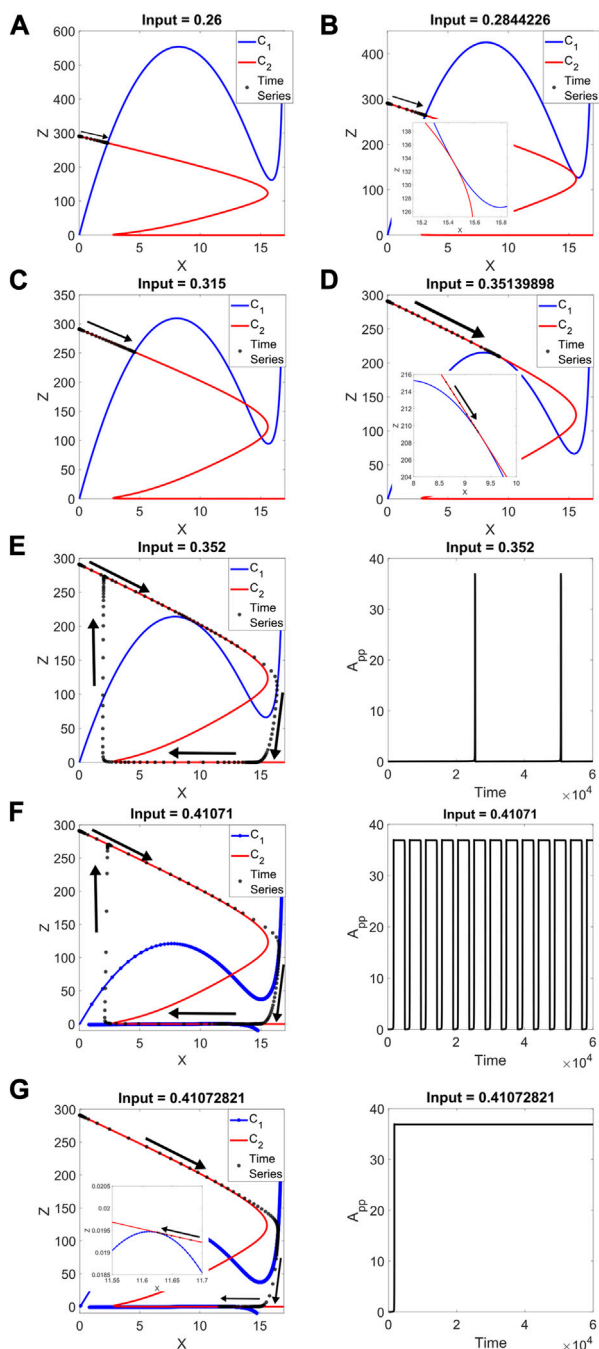 A
Input = 0.26
Z
600
500
400
300
200
100
0
0
5
10
15
X
C1
C2
Time
Series
B
Input = 0.2844226
Z
400
300
200
100
0
0
5
10
15
X
C1
C2
Time
Series
Z
138
136
134
132
130
128
126
15.2
15.4
15.6
15.8
X
C
Input = 0.315
Z
350
300
250
200
150
100
50
0
0
5
10
15
X
C1
C2
Time
Series
D
Input = 0.35139898
Z
300
250
200
150
100
50
0
0
5
10
15
X
C1
C2
Time
Series
Z
216
214
212
210
208
206
204
8
8.5
9
9.5
10
X
E
Input = 0.352
Z
300
250
200
150
100
50
0
0
5
10
15
X
C1
C2
Time
Series
Input = 0.352
App
40
30
20
10
0
0
2
4
6
Time
×10^4
F
Input = 0.41071
Z
300
250
200
150
100
50
0
0
5
10
15
X
C1
C2
Time
Series
Input = 0.41071
App
40
30
20
10
0
0
2
4
6
Time
×10^4
G
Input = 0.41072821
Z
300
250
200
150
100
50
0
0
5
10
15
X
C1
C2
Time
Series
Z
0.0205
0.02
0.0195
0.019
0.0185
11.55
11.6
11.65
11.7
X
Input = 0.41072821
App
40
30
20
10
0
0
2
4
6
Time
×10^4